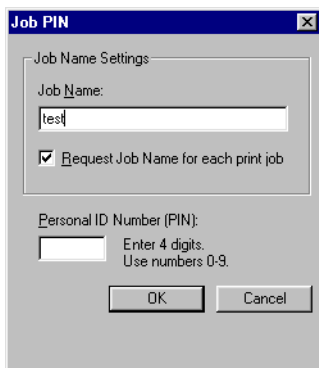 Job PIN
Job Name Settings
Job Name:
test
Request Job Name for each print job
Personal ID Number (PIN):
Enter 4 digits.
Use numbers 0-9.
OK Cancel